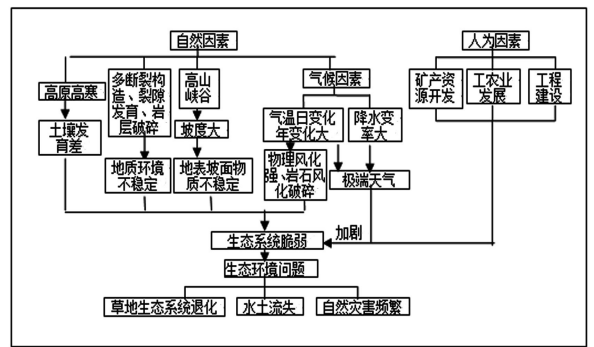 自然因素
人为因素
高原高寒
多断裂构
造、裂隙
发育、岩
层破碎
高山
峡谷
气候因素
矿产资
源开发
工农业
发展
工程
建设
土壤发
育差
坡度大
气温日变化
年变化大
降水变
率大
地质环境
不稳定
地表坡面物
质不稳定
物理风化
强、岩石风
化破碎
极端天气
生态系统脆弱
加剧
生态环境问题
草地生态系统退化
水土流失
自然灾害频繁